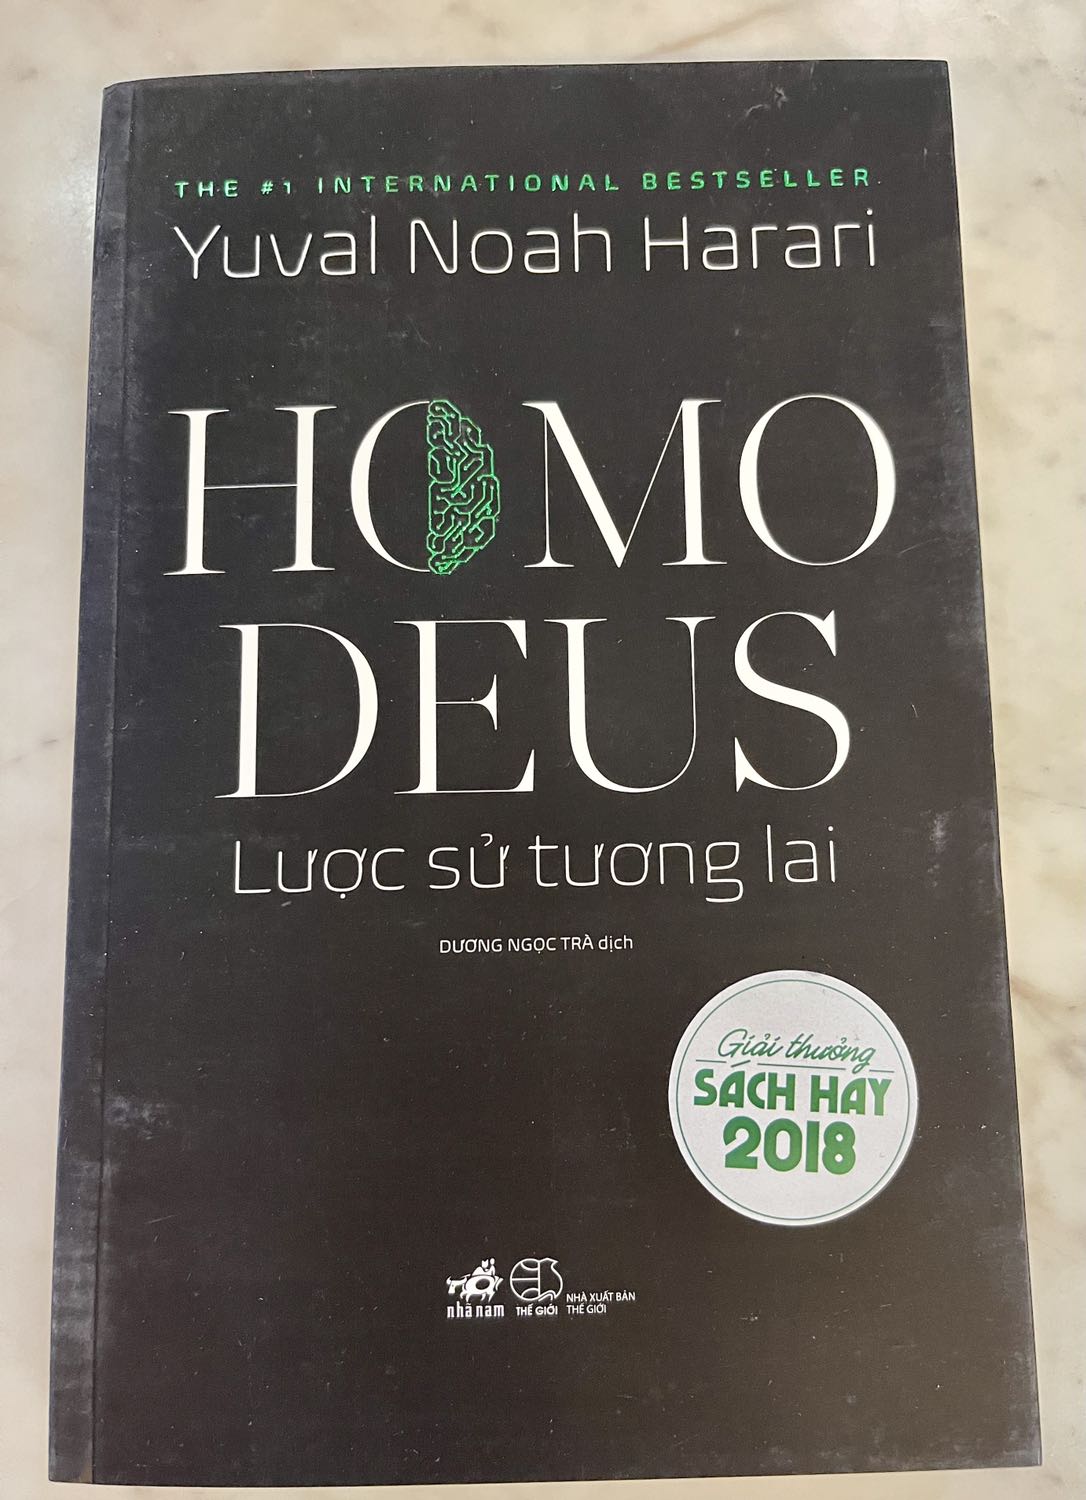 THE #1 INTERNATIONAL BESTSELLER
Yuval Noah Harari
HOMO
DEUS
Lược sử tương lai
DƯƠNG NGỌC TRÀ dịch
Giải thưởng
SÁCH HAY
2018
nhã nam
THẾ GIỚI
NHÀ XUẤT BẢN
THẾ GIỚI